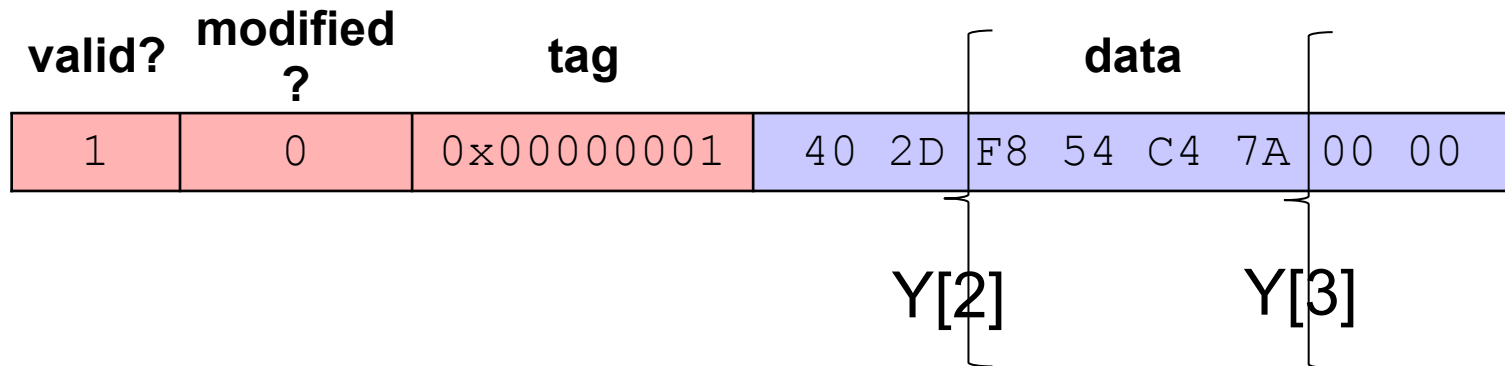 valid? modified ? tag data
1 0 0x00000001 40 2D F8 54 C4 7A 00 00
Y[2] Y[3]